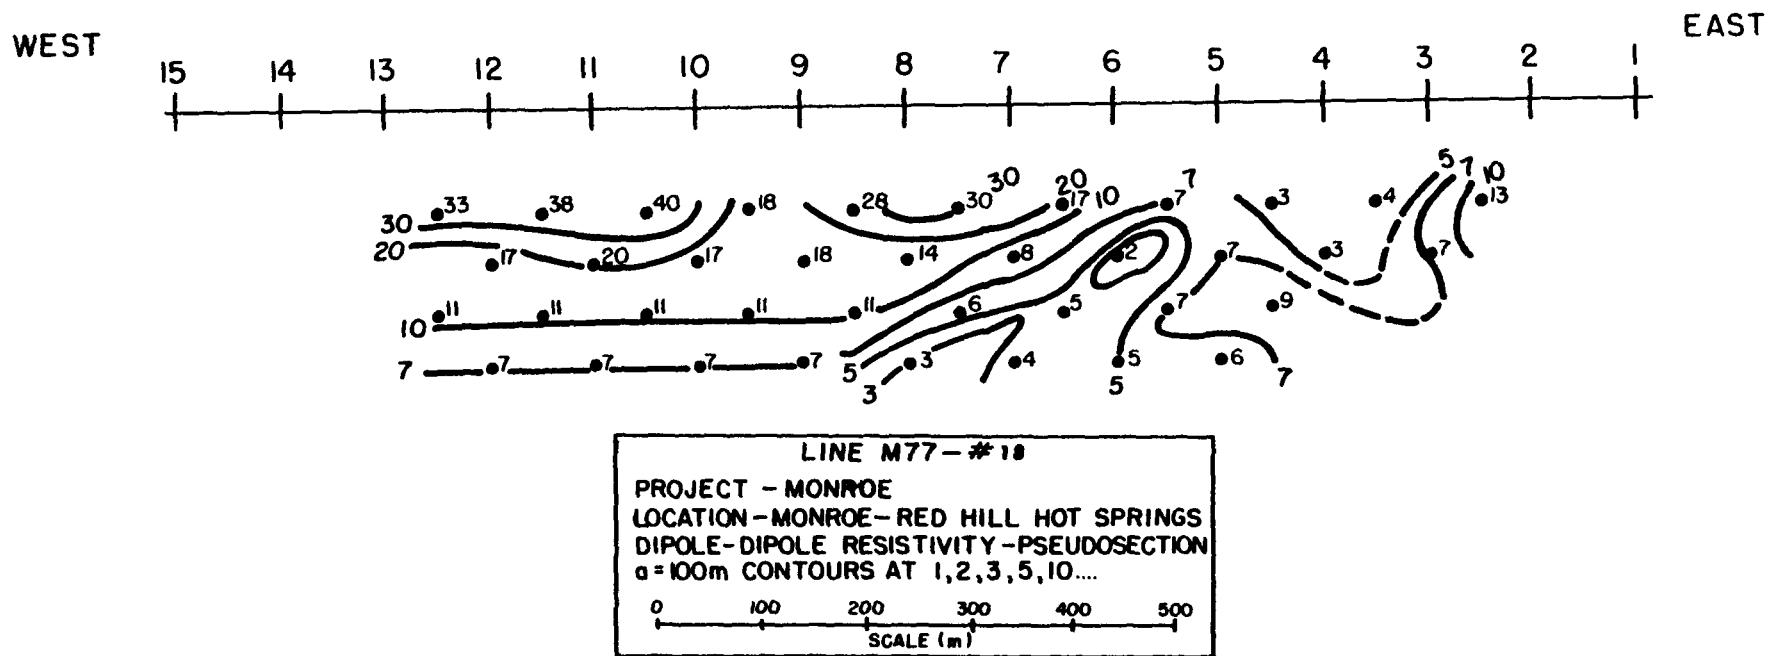 WEST EAST
15 14 13 12 11 10 9 8 7 6 5 4 3 2 1
5 7 10
30 20 10 7
33 38 40 18 28 30 17 7 3 4 13
30
20
17 20 17 18 14 8 2 7 3 7
11 11 11 11 11 6 5 7 9
10
7 7 7 7 7 5 3 4 5 6 7
3 5
LINE M77-#18
PROJECT - MONROE
LOCATION-MONROE-RED HILL HOT SPRINGS
DIPOLE-DIPOLE RESISTIVITY-PSEUDOSECTION
a=100m CONTOURS AT 1,2,3,5,10....
0 100 200 300 400 500
SCALE (m)